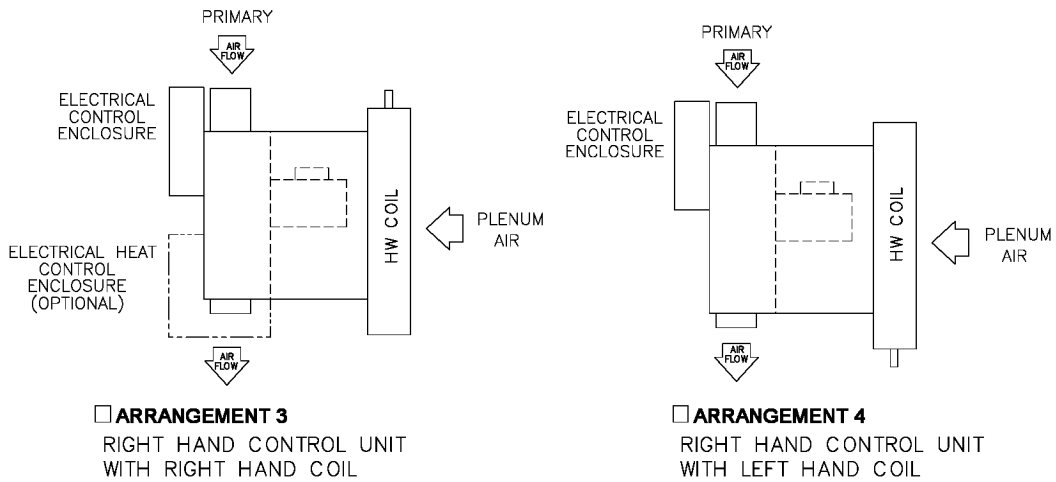 PRIMARY
AIR
FLOW
ELECTRICAL
CONTROL
ENCLOSURE
HW COIL
PLENUM
AIR
ELECTRICAL HEAT
CONTROL
ENCLOSURE
(OPTIONAL)
AIR
FLOW
ARRANGEMENT 3
RIGHT HAND CONTROL UNIT
WITH RIGHT HAND COIL
PRIMARY
AIR
FLOW
ELECTRICAL
CONTROL
ENCLOSURE
HW COIL
PLENUM
AIR
AIR
FLOW
ARRANGEMENT 4
RIGHT HAND CONTROL UNIT
WITH LEFT HAND COIL